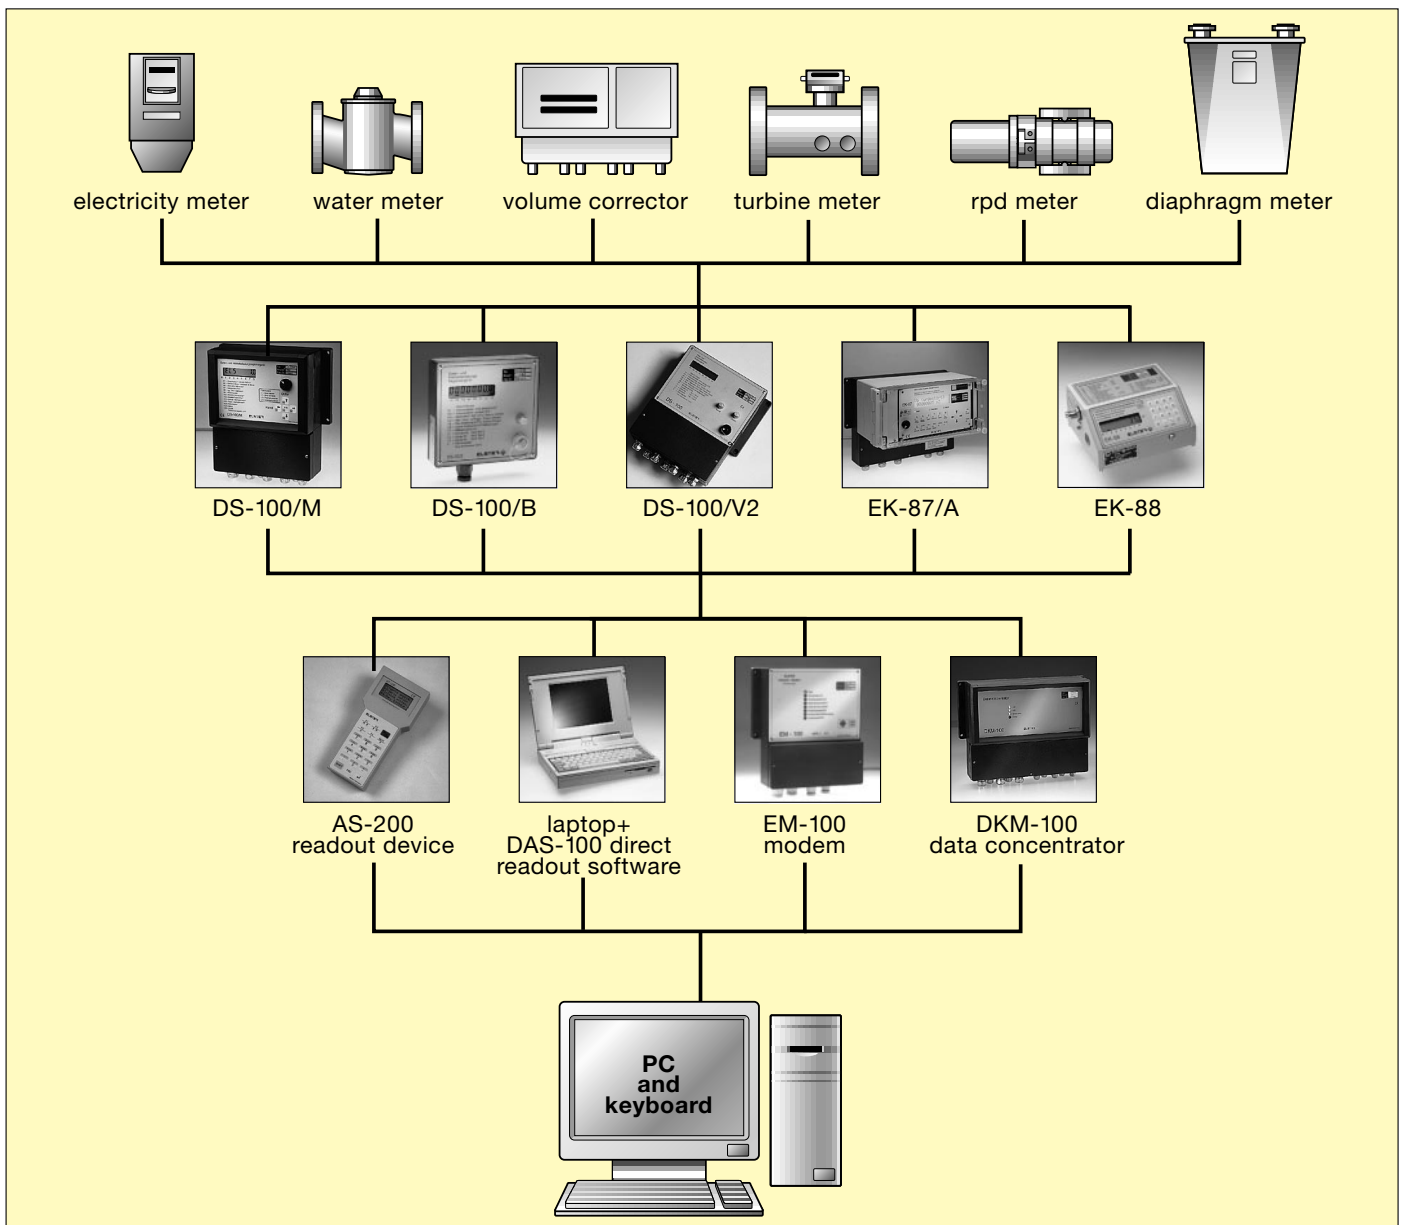 electricity meter
water meter
volume corrector
turbine meter
rpd meter
diaphragm meter
DS-100/M
DS-100/B
DS-100/V2
EK-87/A
EK-88
AS-200
readout device
laptop+
DAS-100 direct
readout software
EM-100
modem
DKM-100
data concentrator
PC
and
keyboard